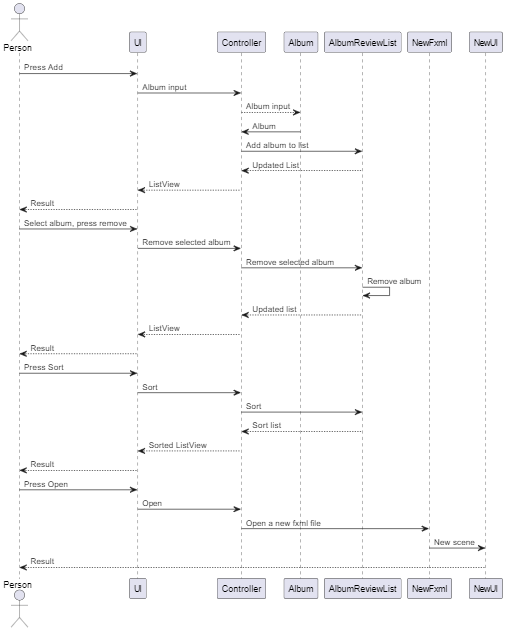 Person
UI
Controller
Album
AlbumReviewList
NewFxml
NewUI
Press Add
Album input
Album input
Album
Add album to list
Updated List
ListView
Result
Select album, press remove
Remove selected album
Remove selected album
Remove album
Updated list
ListView
Result
Press Sort
Sort
Sort
Sort list
Sorted ListView
Result
Press Open
Open
Open a new fxml file
New scene
Result
Person
UI
Controller
Album
AlbumReviewList
NewFxml
NewUI